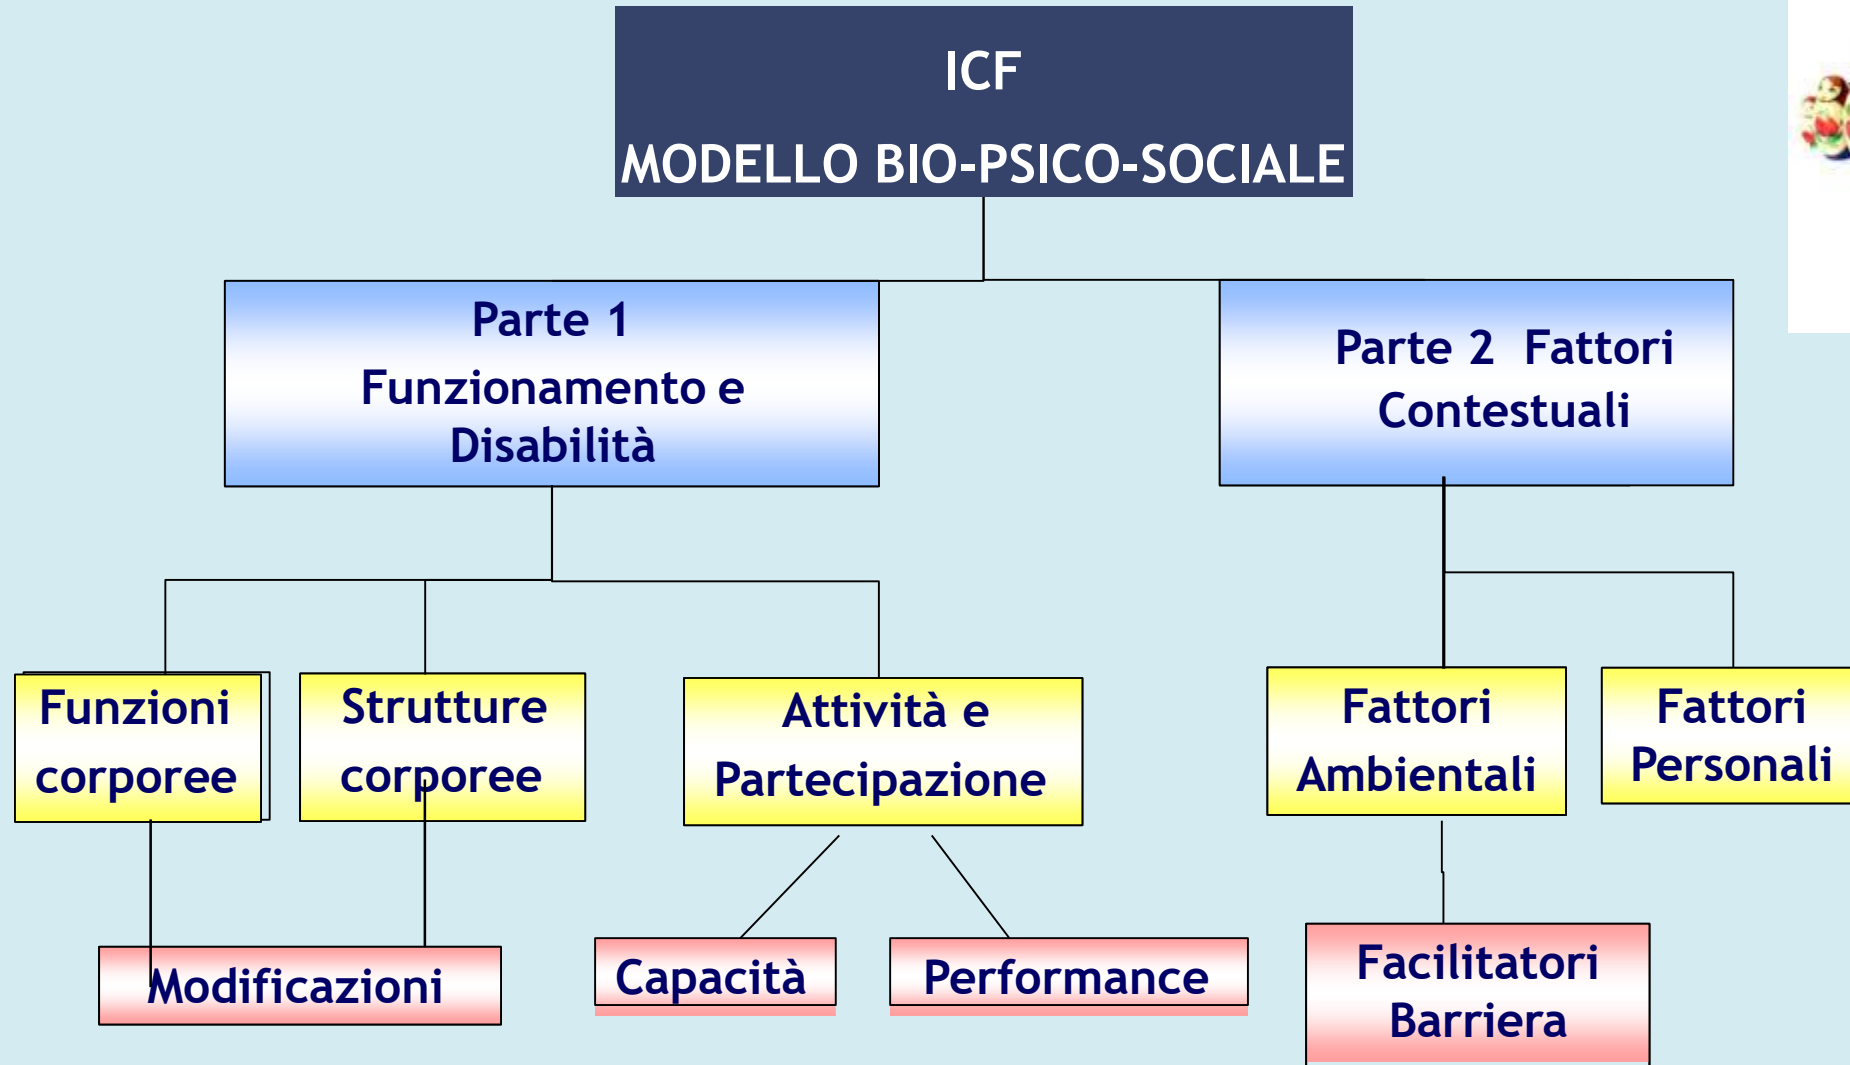 ICF
MODELLO BIO-PSICO-SOCIALE
Parte 1
Funzionamento e
Disabilità
Parte 2 Fattori
Contestuali
Funzioni
corporee
Strutture
corporee
Attività e
Partecipazione
Fattori
Ambientali
Fattori
Personali
Modificazioni
Capacità
Performance
Facilitatori
Barriera